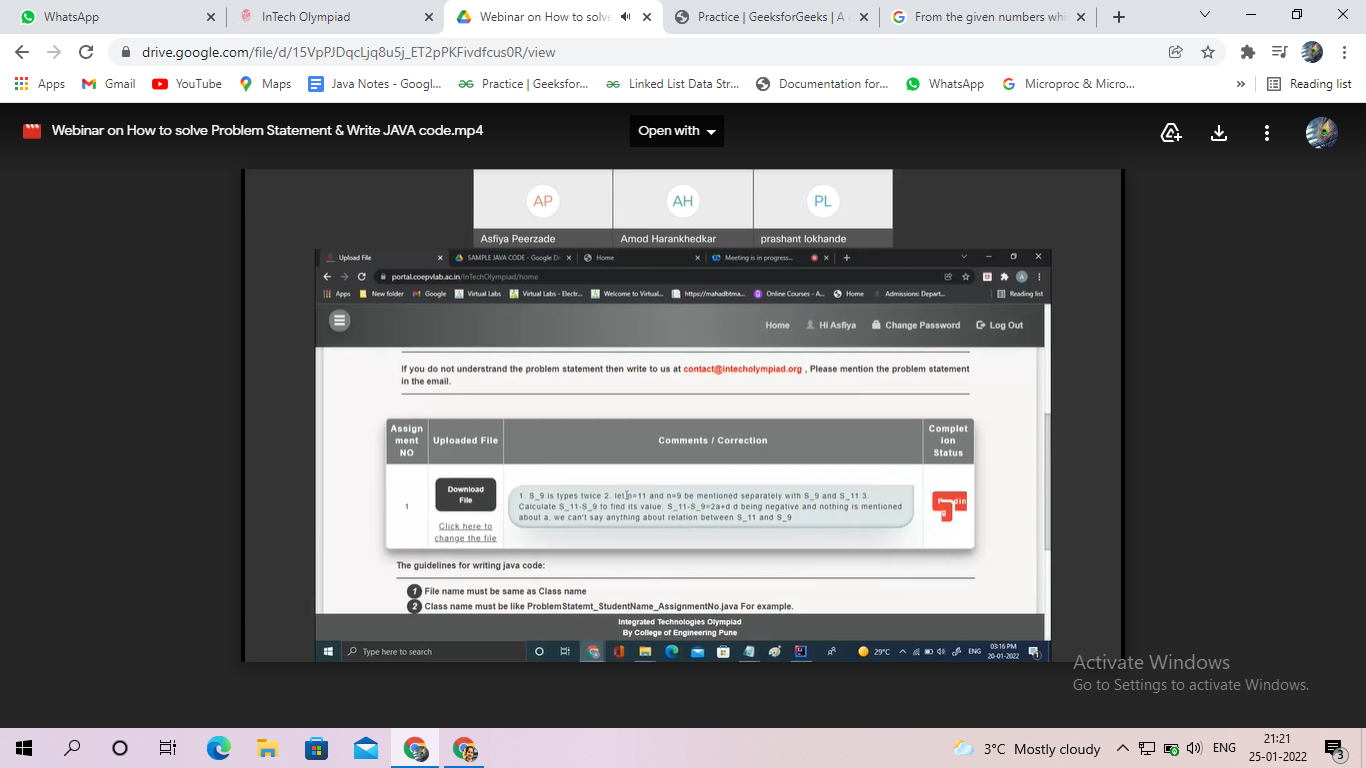 WhatsApp
InTech Olympiad
Webinar on How to solve
Practice | GeeksforGeeks | A c
From the given numbers whi
drive.google.com/file/d/15VpPJDqcLjq8u5j_ET2pPKFivdfcus0R/view
Apps
Gmail
YouTube
Maps
Java Notes - Googl...
Practice | Geeksfor...
Linked List Data Str...
Documentation for...
WhatsApp
Microproc & Micro...
»
Reading list
Webinar on How to solve Problem Statement & Write JAVA code.mp4
Open with
AP
AH
PL
Asfiya Peerzade
Amod Harankhedkar
prashant lokhande
Upload File
SAMPLE JAVA CODE - Google D
Home
Meeting is in progress...
portal.coepvlab.ac.in/InTechOlympiad/home
Apps
New folder
Google
Virtual Labs
Virtual Labs - Electr...
Welcome to Virtual...
https://mahadbtma...
Online Courses - A...
Home
Admissions: Depart...
Reading list
Home
Hi Asfiya
Change Password
Log Out
If you do not understrand the problem statement then write to us at contact@intecholympiad.org , Please mention the problem statement
in the email.
Assign
ment
NO
Uploaded File
Comments / Correction
Complet
ion
Status
1
Download
File
Click here to
change the file
1. S_9 is types twice 2. let n=11 and n=9 be mentioned separately with S_9 and S_11 3.
Calculate S_11-S_9 to find its value. S_11-S_9=2a+d d being negative and nothing is mentioned
about a, we can't say anything about relation between S_11 and S_9
The guidelines for writing java code:
1 File name must be same as Class name
2 Class name must be like ProblemStatemt_StudentName_AssignmentNo.java For example.
Integrated Technologies Olympiad
By College of Engineering Pune
Type here to search
29°C
ENG
03:16 PM
20-01-2022
Activate Windows
Go to Settings to activate Windows.
3°C Mostly cloudy
ENG
21:21
25-01-2022
3